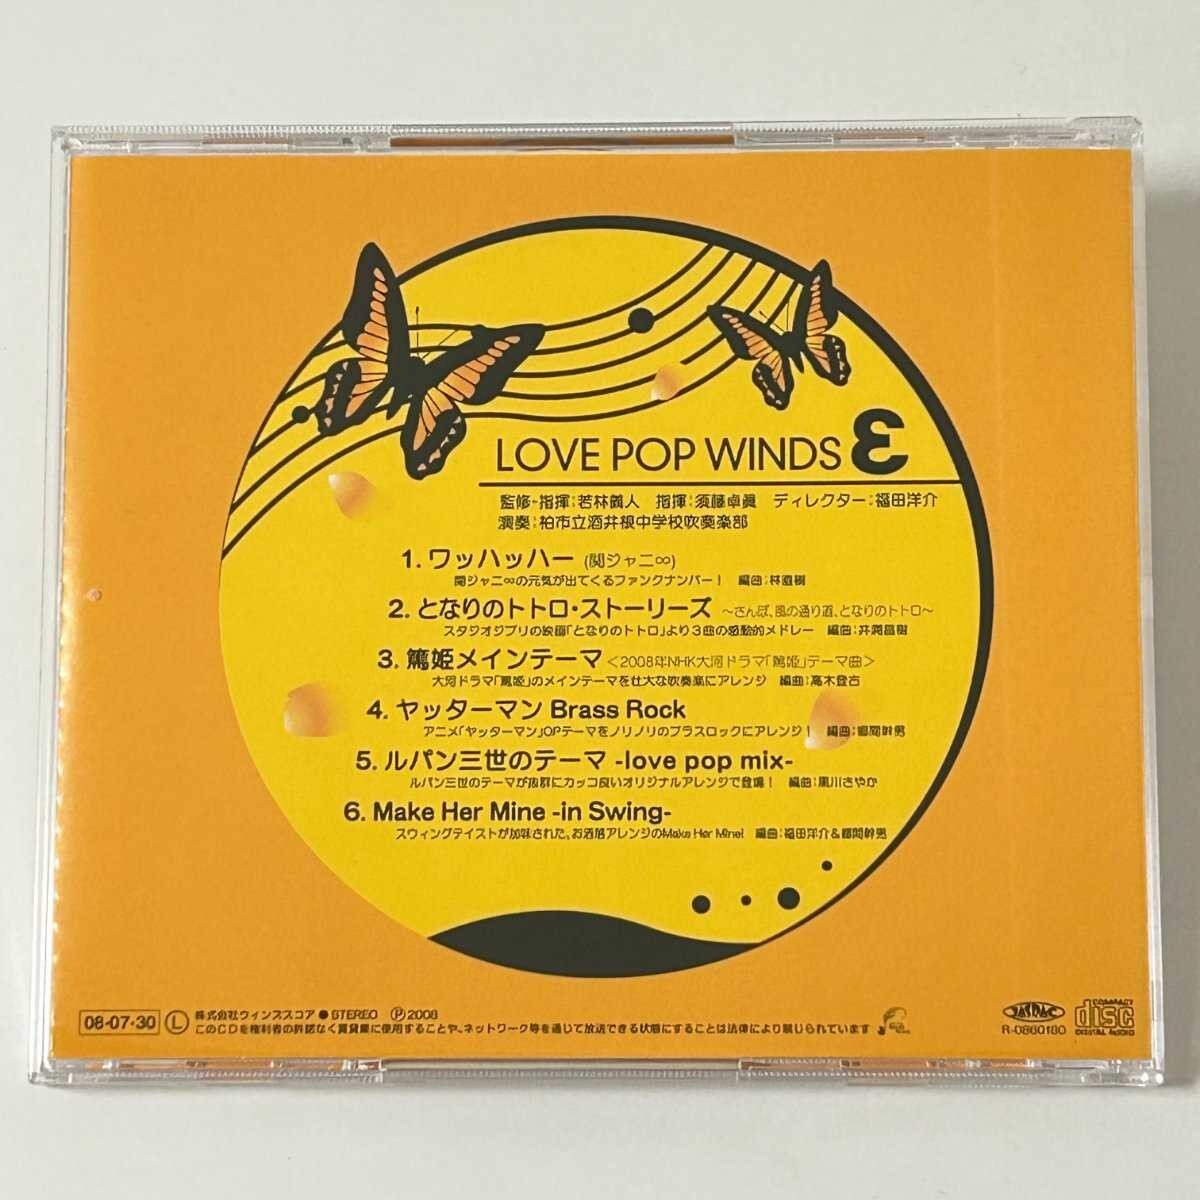 LOVE POP WINDS ε
監修・指揮:若林義人 指揮:須藤卓眞 ディレクター:福田洋介
演奏:柏市立酒井根中学校吹奏楽部
1. ワッハッハー (関ジャニ∞)
関ジャニ∞の元気が出てくるファンクナンバー! 編曲:林直樹
2. となりのトトロ・ストーリーズ ~さんぽ、風の通り道、となりのトトロ~
スタジオジブリの映画「となりのトトロ」より3曲の感動的メドレー 編曲:井澗昌樹
3. 篤姫メインテーマ <2008年NHK大河ドラマ「篤姫」テーマ曲>
大河ドラマ「篤姫」のメインテーマを壮大な吹奏楽にアレンジ 編曲:高木登古
4. ヤッターマン Brass Rock
アニメ「ヤッターマン」OPテーマをノリノリのブラスロックにアレンジ! 編曲:郷間幹男
5. ルパン三世のテーマ -love pop mix-
ルパン三世のテーマが抜群にカッコ良いオリジナルアレンジで登場! 編曲:黒川さやか
6. Make Her Mine -in Swing-
スウィングテイストが加味された、お洒落アレンジのMake Her Mine! 編曲:福田洋介&郷間幹男
08・07・30 Ⓛ 株式会社ウィンズスコア ● STEREO Ⓟ2008
このCDを権利者の許諾なく賃貸業に使用することや、ネットワーク等を通じて放送できる状態にすることは法律により禁じられています
JASRAC
R-0860180
COMPACT
disc
DIGITAL AUDIO